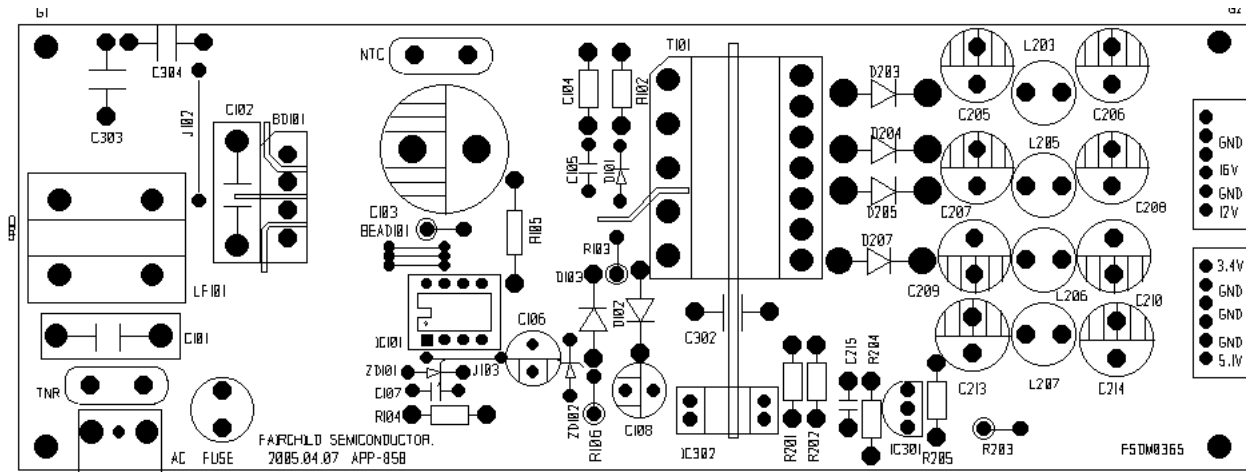 G1
G2
NTC
T101
L203
C304
C104
R102
D203
C303
J102
C102
BD101
C205
C206
GND
D204
L205
C105
D101
16V
GND
12V
D205
C207
C208
C103
BEAD101
R105
R103
D207
LF101
D103
D102
C209
L206
C210
3.4V
GND
GND
GND
5.1V
C101
IC101
C106
C302
C215
R204
ZD101
J103
C107
TNR
R104
ZD102
R106
C108
C213
L207
C214
IC302
R201
R202
IC301
R205
R203
FSDM0365
AC FUSE
FAIRCHILD SEMICONDUCTOR.
2005.04.07 APP-858